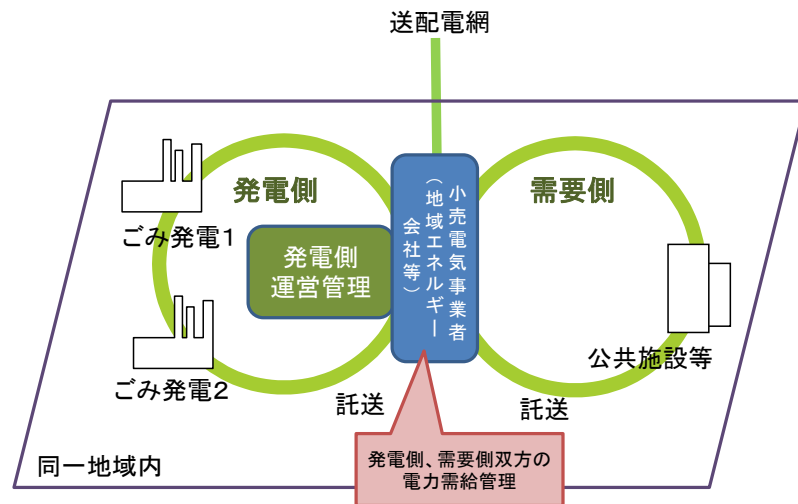 送配電網
発電側
需要側
ごみ発電1
小売電気事業者
(地域エネルギー
会社等)
発電側
運営管理
ごみ発電2
公共施設等
託送
託送
同一地域内
発電側、需要側双方の
電力需給管理